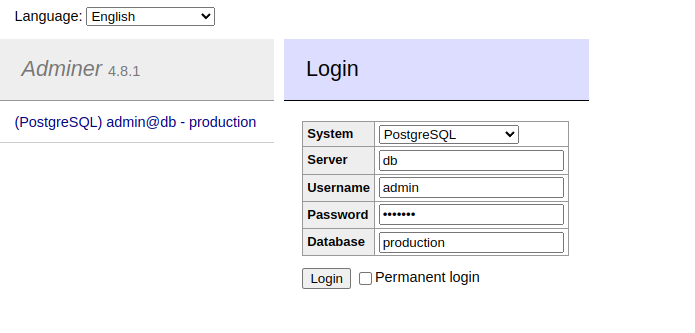 Language: English
Adminer 4.8.1
Login
(PostgreSQL) admin@db - production
System PostgreSQL
Server db
Username admin
Password •••••••
Database production
Login Permanent login